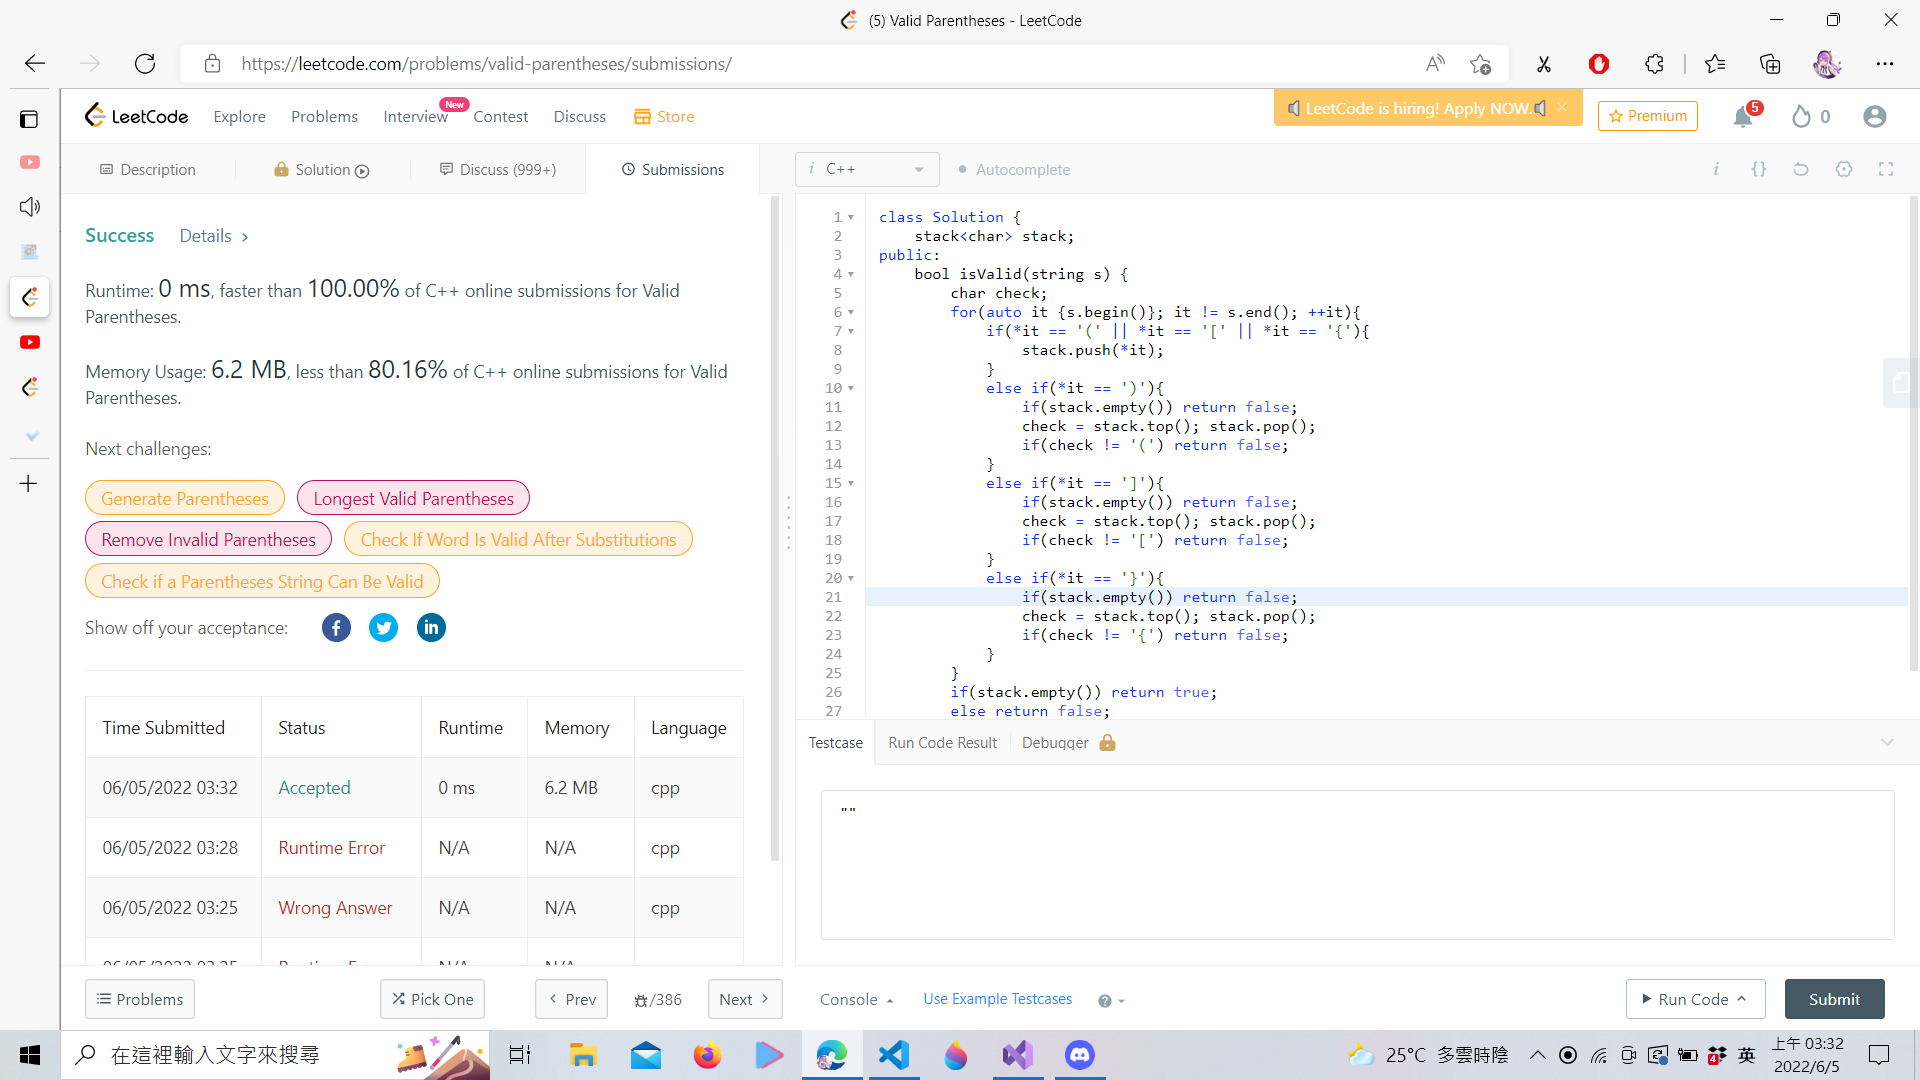 (5) Valid Parentheses - LeetCode
https://leetcode.com/problems/valid-parentheses/submissions/
LeetCode
Explore
Problems
Interview
New
Contest
Discuss
Store
LeetCode is hiring! Apply NOW.
Premium
5
0
Description
Solution
Discuss (999+)
Submissions
i C++
Autocomplete
Success
Details
Runtime: 0 ms, faster than 100.00% of C++ online submissions for Valid
Parentheses.
Memory Usage: 6.2 MB, less than 80.16% of C++ online submissions for Valid
Parentheses.
Next challenges:
Generate Parentheses
Longest Valid Parentheses
Remove Invalid Parentheses
Check If Word Is Valid After Substitutions
Check if a Parentheses String Can Be Valid
Show off your acceptance:
Time Submitted Status Runtime Memory Language
06/05/2022 03:32 Accepted 0 ms 6.2 MB cpp
06/05/2022 03:28 Runtime Error N/A N/A cpp
06/05/2022 03:25 Wrong Answer N/A N/A cpp
1 class Solution {
2 stack<char> stack;
3 public:
4 bool isValid(string s) {
5 char check;
6 for(auto it {s.begin()}; it != s.end(); ++it){
7 if(*it == '(' || *it == '[' || *it == '{'){
8 stack.push(*it);
9 }
10 else if(*it == ')'){
11 if(stack.empty()) return false;
12 check = stack.top(); stack.pop();
13 if(check != '(') return false;
14 }
15 else if(*it == ']'){
16 if(stack.empty()) return false;
17 check = stack.top(); stack.pop();
18 if(check != '[') return false;
19 }
20 else if(*it == '}'){
21 if(stack.empty()) return false;
22 check = stack.top(); stack.pop();
23 if(check != '{') return false;
24 }
25 }
26 if(stack.empty()) return true;
27 else return false;
Testcase
Run Code Result
Debugger
""
Problems
Pick One
Prev
/386
Next
Console
Use Example Testcases
Run Code
Submit
在這裡輸入文字來搜尋
25°C 多雲時陰
4
英
上午 03:32
2022/6/5